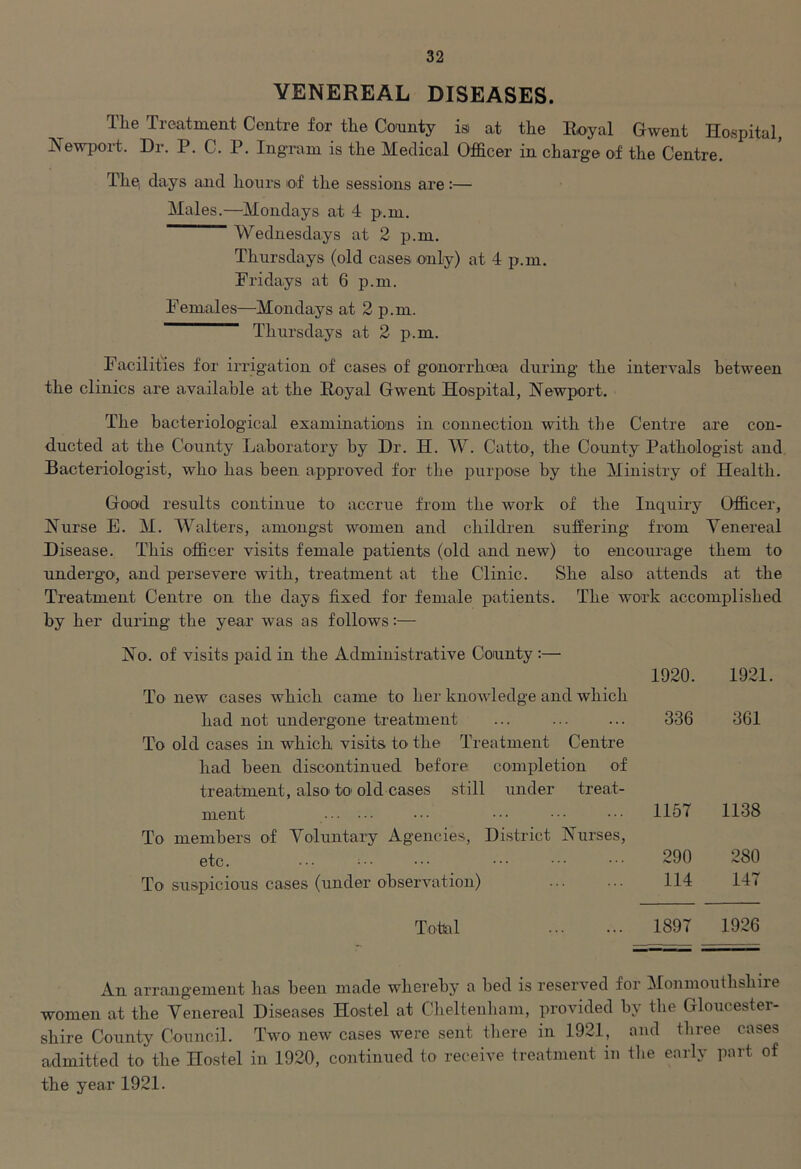 32
VENEREAL DISEASES.
The Treatment Centre for the County is at the Royal Gwent Hospital,
Newport. Dr. P. C. P. Ingram is the Medical Officer in charge of the Centre.
The days and hours of the sessions are:—
Males.—Mondays at 4 p.m.
Wednesdays at 2 p.m.
Thursdays (old cases only) at 4 p.m.
Fridays at 6 p.m.
Females—Mondays at 2 p.m.
Thursdays at 2 p.m.
Facilities for irrigation of cases of gonorrhœa during the intervals between
the clinics are available at the Royal Gwent Hospital, Newport.
The bacteriological examinations in connection with the Centre are con-
ducted at the County Laboratory by Dr. H. W. Catto, the County Pathologist and
Bacteriologist, who has been approved for the purpose by the Ministry of Health.
Good results continue to accrue from the work of the Inquiry Officer,
Nurse E. M. Walters, amongst women and children suffering from Venereal
Disease. This officer visits female patients (old and new) to encourage them to
undergo, and persevere with, treatment at the Clinic. She also attends at the
Treatment Centre on the days fixed for female patients. The work accomplished
by her during the year was as follows:—
No. of visits paid in the Administrative County:—
1920. 1921.
To new cases which came to her knowledge and which
had not undergone treatment ... ... ... 336 361
To old cases in which visits to the Treatment Centre
had been discontinued before completion of
treatment, also to old cases still under treat-
ment ... ... ... ... ... ... 1157 1138
To members of Voluntary Agencies, District Nurses,
etc. ... ... ... ... ... ... 290 280
To suspicious cases (under observation) ... ... 114 147
Total ... ... 1897 1926
An arrangement has been made whereby a bed is reserved for Monmouthshire
women at the Venereal Diseases Hostel at Cheltenham, provided by the Gloucester-
shire County Council. Two new cases were sent there in 1921, and three cases
admitted to the Hostel in 1920, continued to receive treatment in the early part of
the year 1921.